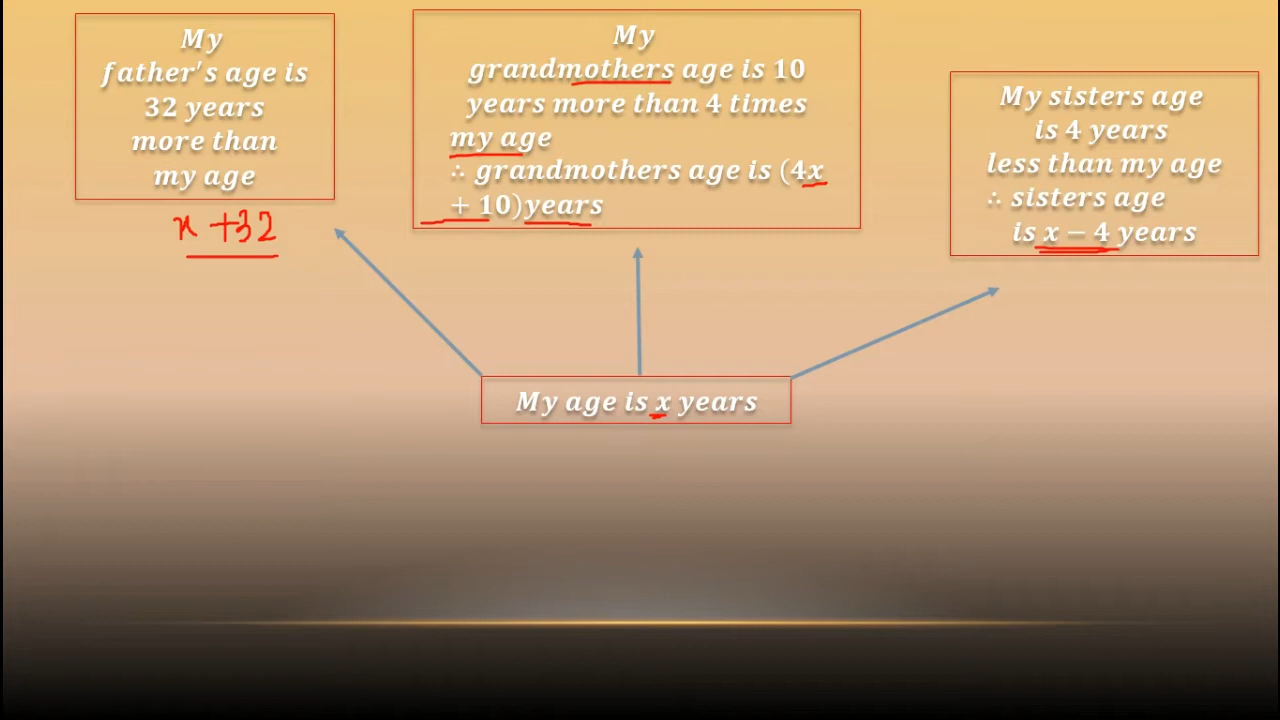 My
father's age is
32 years
more than
my age
x + 32
My
grandmothers age is 10
years more than 4 times
my age
∴ grandmothers age is (4x
+ 10)years
My sisters age
is 4 years
less than my age
∴ sisters age
is x − 4 years
My age is x years